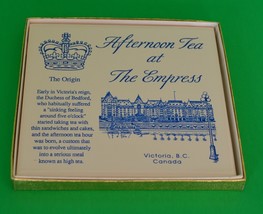 Afternoon Tea
at
The Empress
The Origin
Early in Victoria's reign,
the Duchess of Bedford,
who habitually suffered
a "sinking feeling
around five o'clock"
started taking tea with
thin sandwiches and cakes,
and the afternoon tea hour
was born, a custom that
was to evolve ultimately
into a serious meal
known as high tea.
Victoria, B.C.
Canada